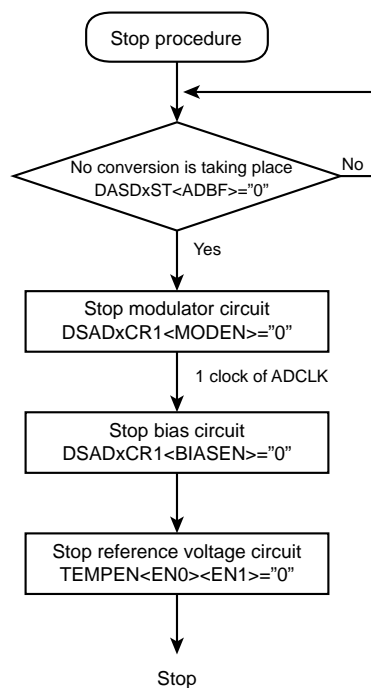 Stop procedure
No conversion is taking place
DASDxST<ADBF>=”0”
No
Yes
Stop modulator circuit
DSADxCR1<MODEN>=”0”
1 clock of ADCLK
Stop bias circuit
DSADxCR1<BIASEN>=”0”
Stop reference voltage circuit
TEMPEN<EN0><EN1>=”0”
Stop